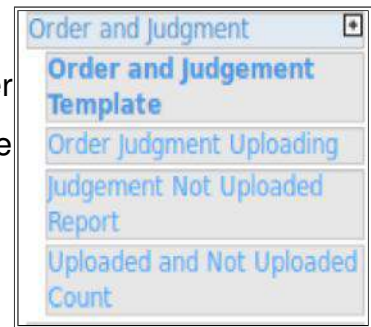 Order and Judgment
er Order and Judgement
Template
e Order Judgment Uploading
Judgement Not Uploaded
Report
Uploaded and Not Uploaded
Count